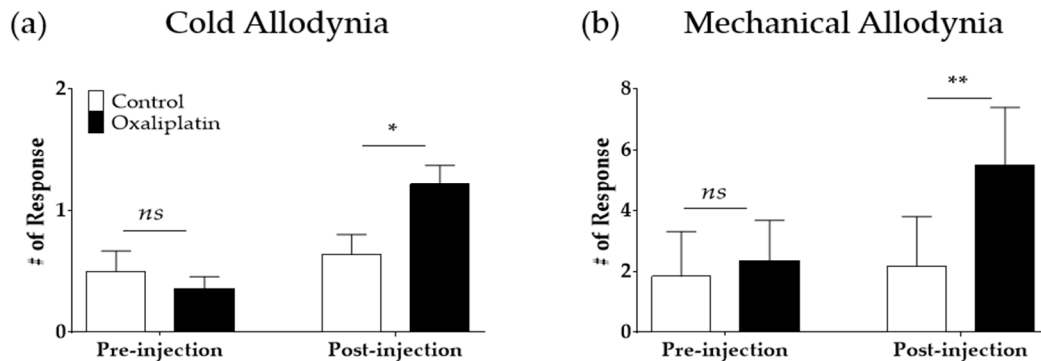 (a) Cold Allodynia
# of Response
2
1
0
Control
Oxaliplatin
ns
*
Pre-injection
Post-injection
(b) Mechanical Allodynia
# of Response
8
6
4
2
0
ns
**
Pre-injection
Post-injection